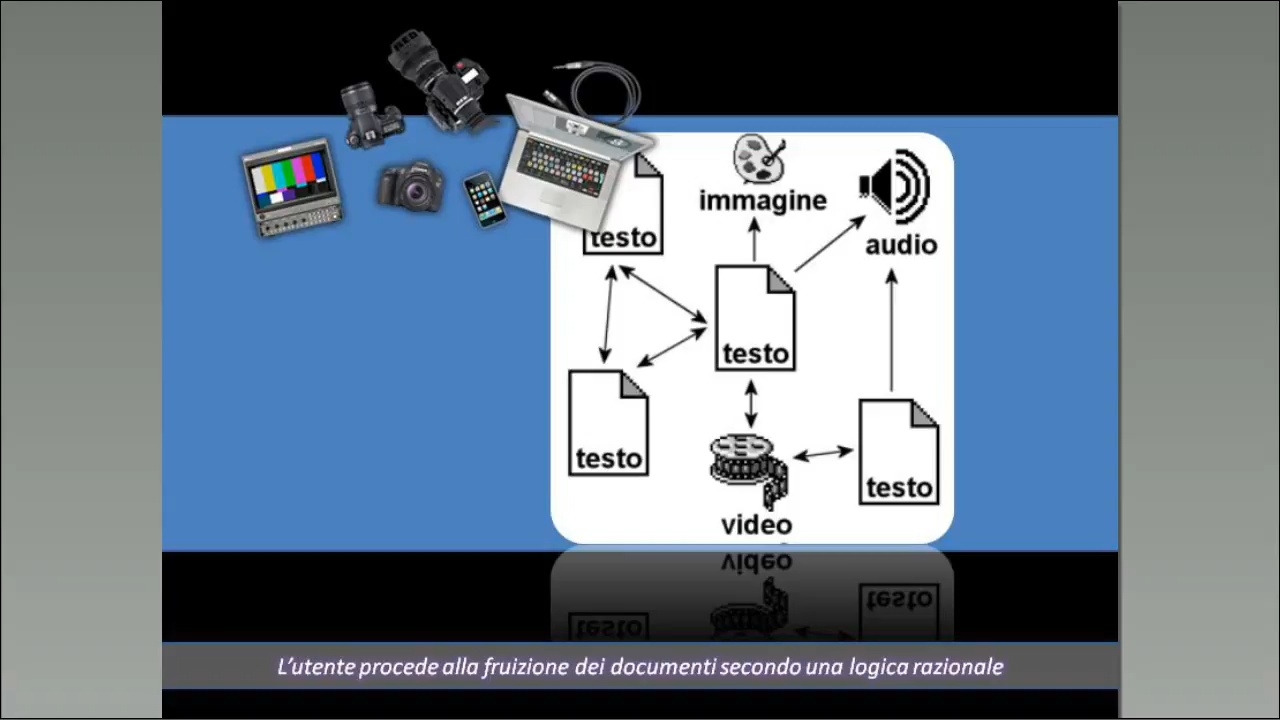 immagine
audio
testo
testo
testo
testo
video
L'utente procede alla fruizione dei documenti secondo una logica razionale